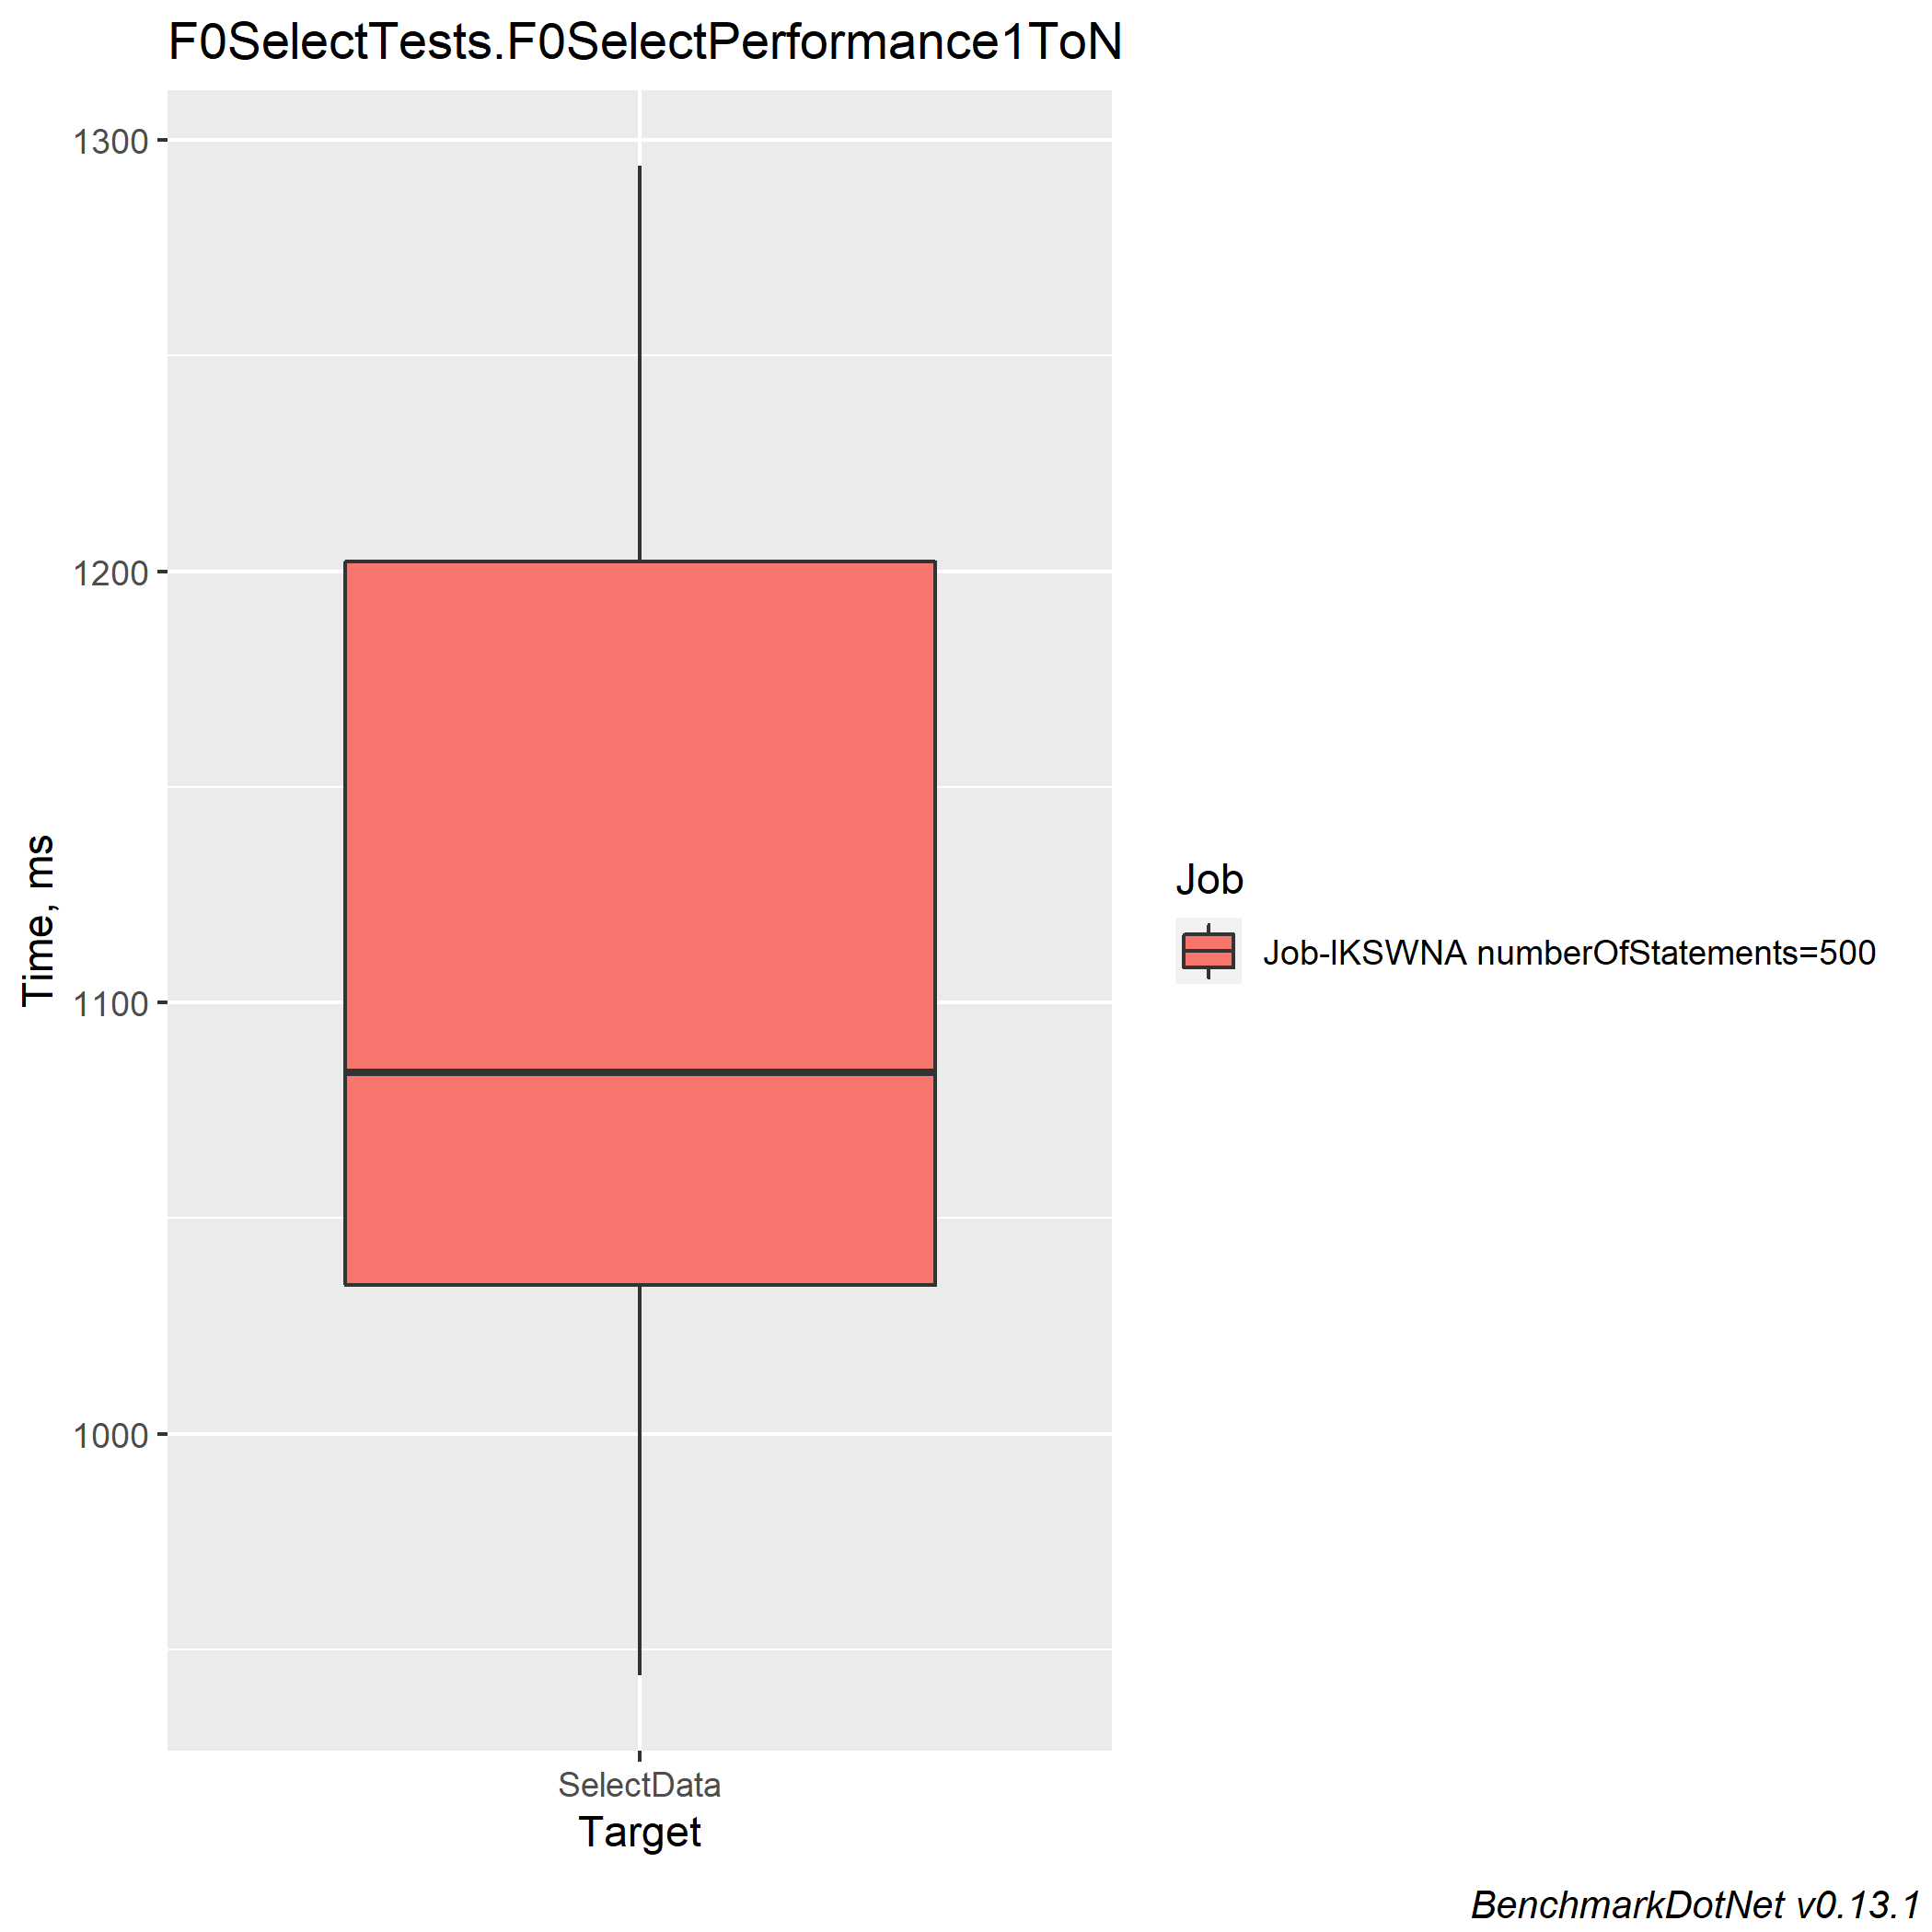 F0SelectTests.F0SelectPerformance1ToN
1300
1200
1100
1000
Time, ms
SelectData
Target
Job
Job-IKSWNA numberOfStatements=500
BenchmarkDotNet v0.13.1